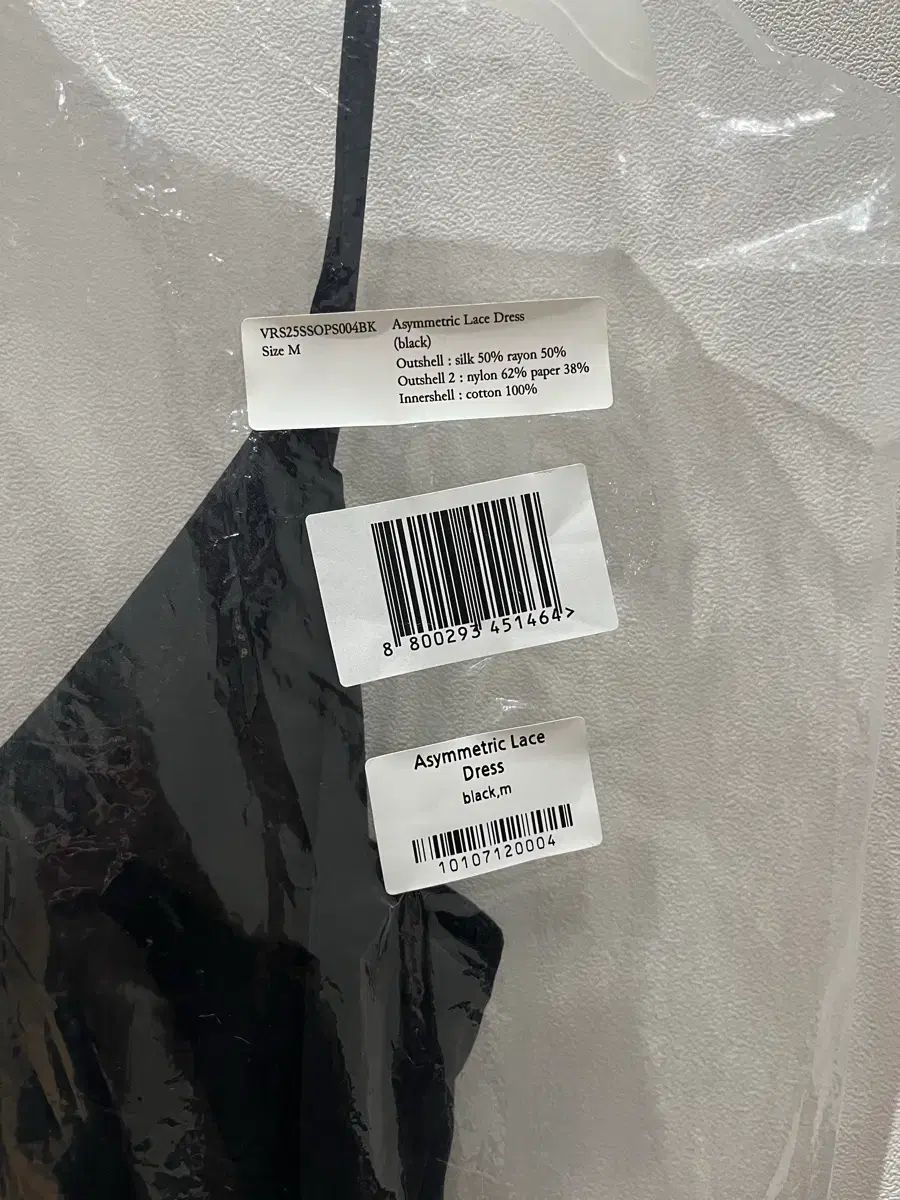 VRS25SSOPS004BK
Size M
Asymmetric Lace Dress
(black)
Outshell : silk 50% rayon 50%
Outshell 2 : nylon 62% paper 38%
Innershell : cotton 100%
8 800293 451464>
Asymmetric Lace
Dress
black,m
10107120004